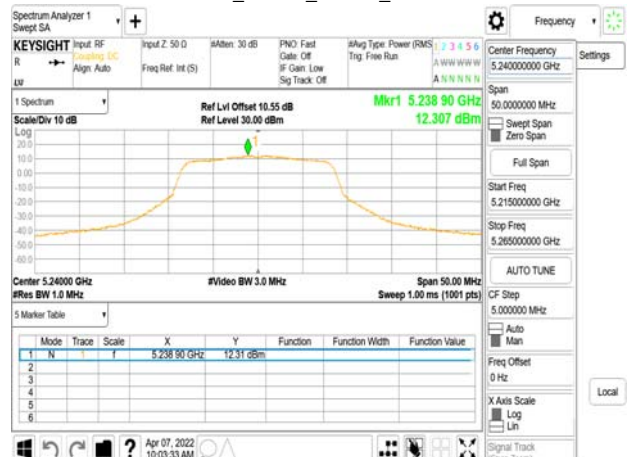 Spectrum Analyzer 1
Swept SA
+
Frequency
KEYSIGHT
R
Input: RF
Coupling: DC
Align: Auto
Input Z: 50 Ω
Freq Ref: Int (S)
#Atten: 30 dB
PNO: Fast
Gate: Off
IF Gain: Low
Sig Track: Off
#Avg Type: Power (RMS
Trig: Free Run
1 2 3 4 5 6
A W W W W W
A N N N N N
Center Frequency
5.240000000 GHz
Settings
Span
50.0000000 MHz
Swept Span
Zero Span
Full Span
Start Freq
5.215000000 GHz
Stop Freq
5.265000000 GHz
AUTO TUNE
CF Step
5.000000 MHz
Auto
Man
Freq Offset
0 Hz
X Axis Scale
Log
Lin
Local
Signal Track
1 Spectrum
Scale/Div 10 dB
Ref Lvl Offset 10.55 dB
Ref Level 30.00 dBm
Mkr1 5.238 90 GHz
12.307 dBm
Log
20.0
10.0
0.00
-10.0
-20.0
-30.0
-40.0
-50.0
-60.0
1
Center 5.24000 GHz
#Res BW 1.0 MHz
#Video BW 3.0 MHz
Span 50.00 MHz
Sweep 1.00 ms (1001 pts)
5 Marker Table
Mode Trace Scale X Y Function Function Width Function Value
1 N 1 f 5.238 90 GHz 12.31 dBm
2
3
4
5
6
?
Apr 07, 2022
10:03:33 AM